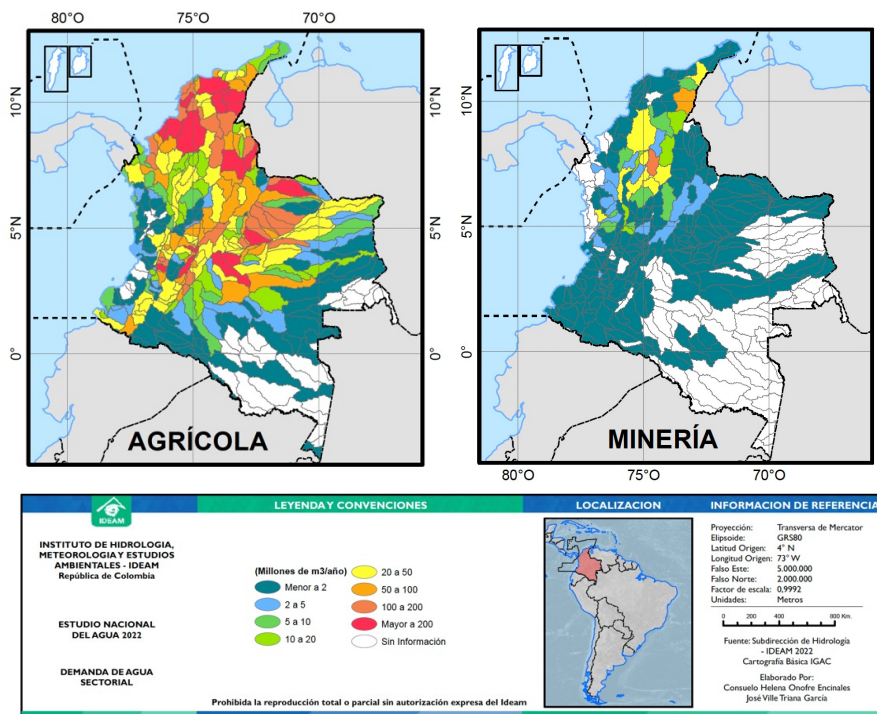 80°O 75°O 70°O
10°N
5°N
0°
AGRÍCOLA
10°N
5°N
0°
MINERÍA
80°O 75°O 70°O
IDEAM
INSTITUTO DE HIDROLOGIA,
METEOROLOGIA Y ESTUDIOS
AMBIENTALES - IDEAM
República de Colombia
ESTUDIO NACIONAL
DEL AGUA 2022
DEMANDA DE AGUA
SECTORIAL
LEYENDA Y CONVENCIONES
(Millones de m3/año)
Menor a 2
2 a 5
5 a 10
10 a 20
20 a 50
50 a 100
100 a 200
Mayor a 200
Sin Información
Prohibida la reproducción total o parcial sin autorización expresa del Ideam
LOCALIZACION
INFORMACION DE REFERENCIA
Proyección: Transversa de Mercator
Elipsoide: GRS80
Latitud Origen: 4° N
Longitud Origen: 73° W
Falso Este: 5.000.000
Falso Norte: 2.000.000
Factor de escala: 0,9992
Unidades: Metros
0 200 400 800 Km.
Fuente: Subdirección de Hidrología
- IDEAM 2022
Cartografía Básica IGAC
Elaborado Por:
Consuelo Helena Onofre Encinales
José Ville Triana García